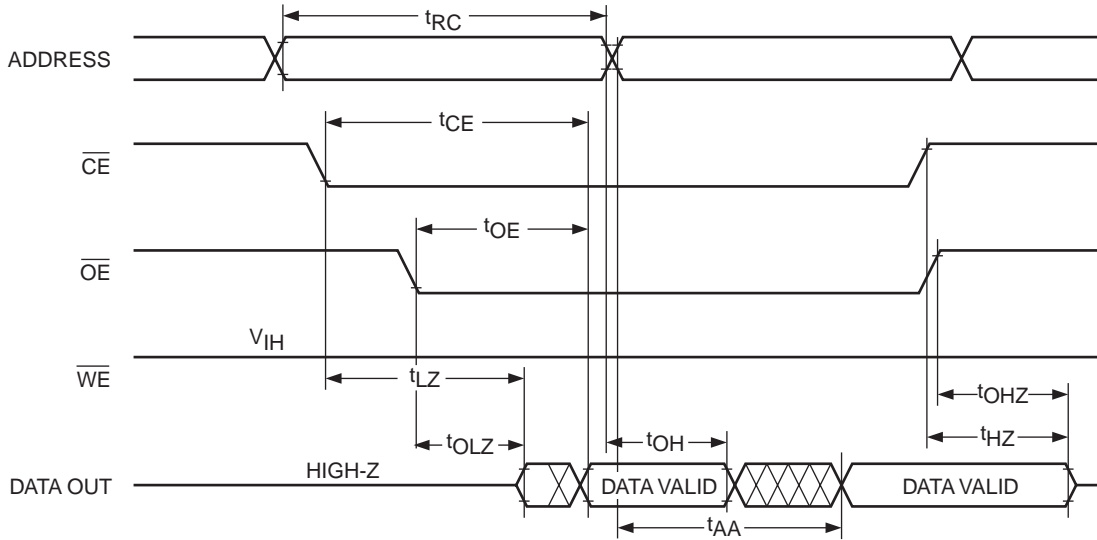 tRC
ADDRESS
tCE
CE
tOE
OE
VIH
WE
tLZ
tOHZ
tOLZ
tOH
tHZ
HIGH-Z
DATA OUT
DATA VALID
DATA VALID
tAA